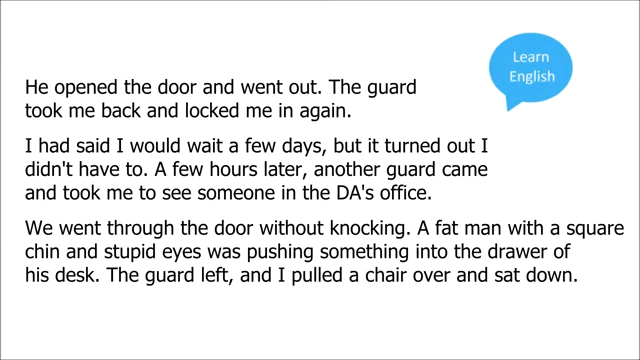 Learn
English
He opened the door and went out. The guard
took me back and locked me in again.
I had said I would wait a few days, but it turned out I
didn't have to. A few hours later, another guard came
and took me to see someone in the DA's office.
We went through the door without knocking. A fat man with a square
chin and stupid eyes was pushing something into the drawer of
his desk. The guard left, and I pulled a chair over and sat down.